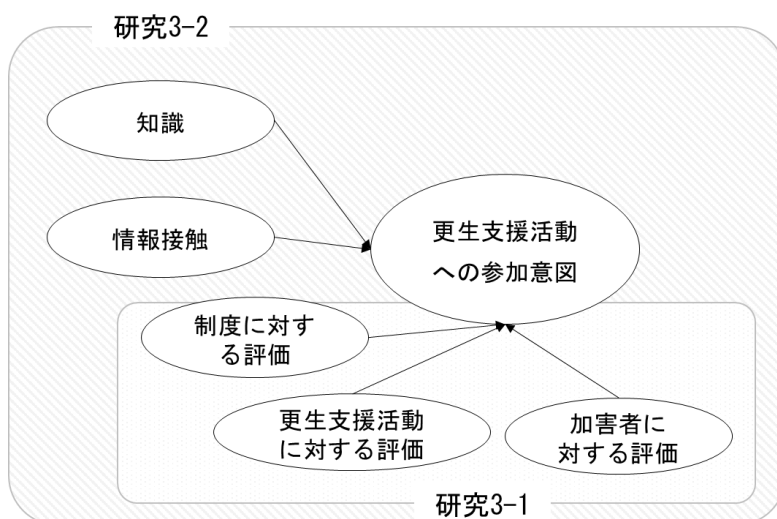 研究3-2
知識
情報接触
更生支援活動
への参加意図
制度に対す
る評価
更生支援活動
に対する評価
加害者に
対する評価
研究3-1